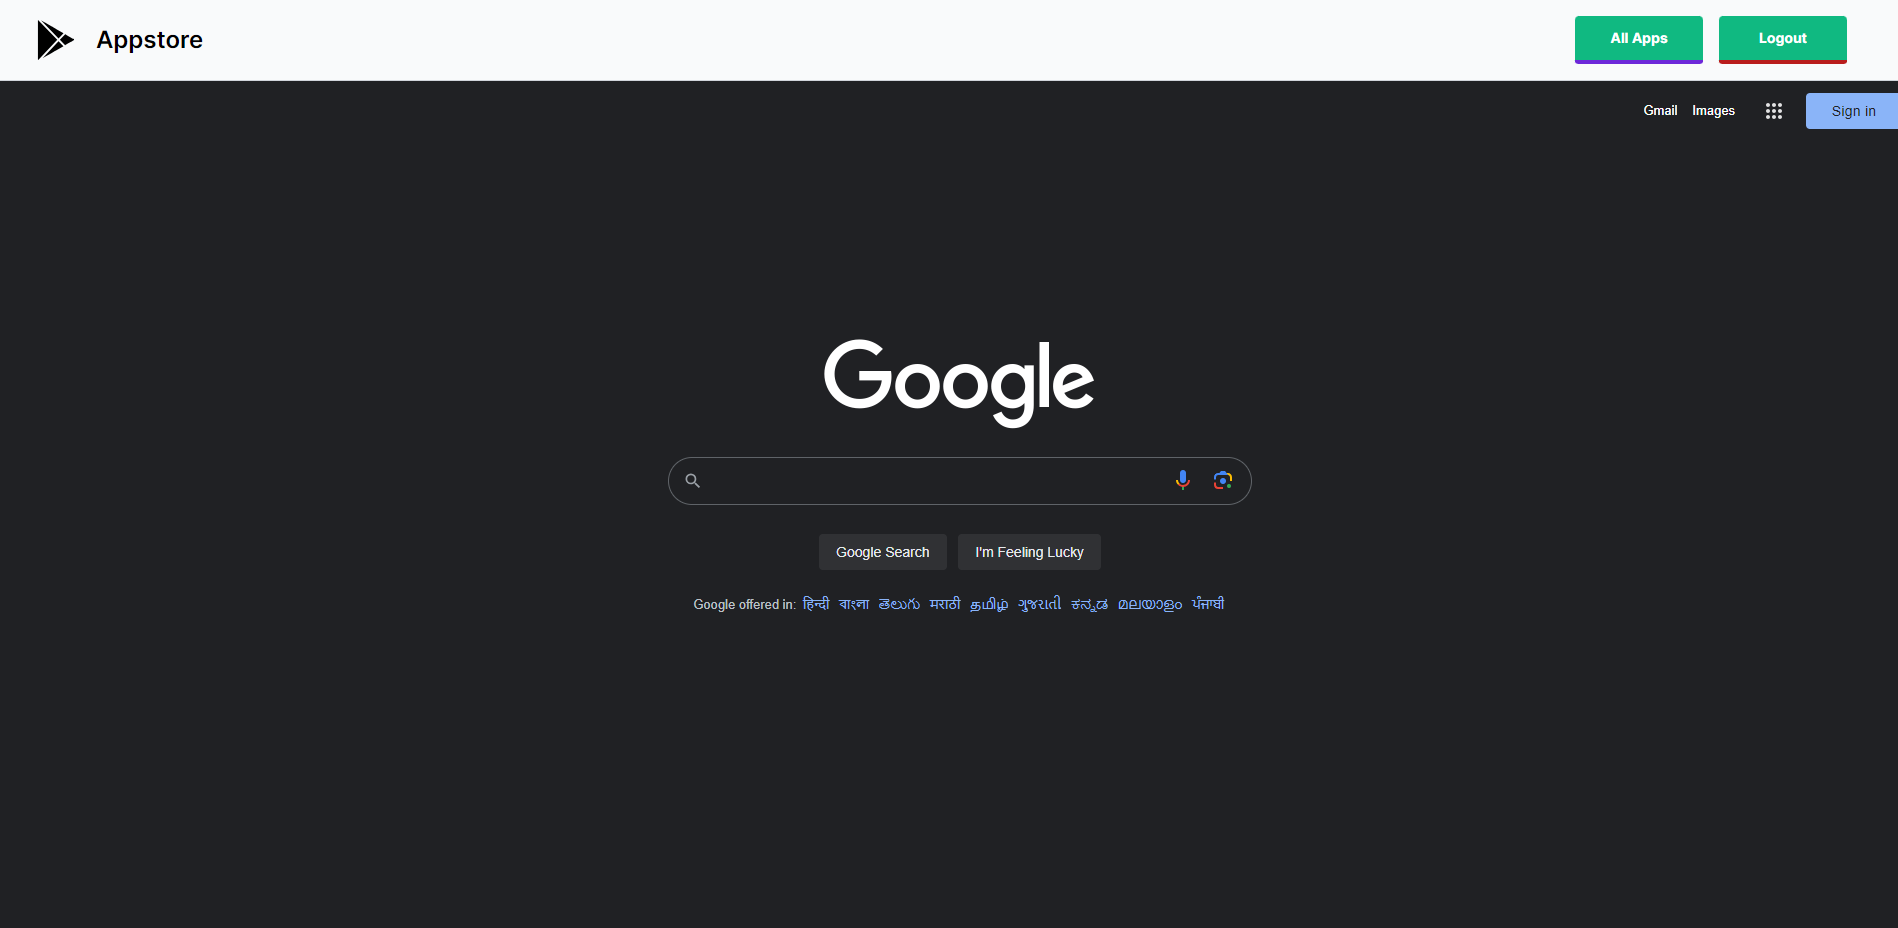 Appstore
All Apps
Logout
Gmail Images
Sign in
Google
Google Search
I'm Feeling Lucky
Google offered in: हिन्दी বাংলা తెలుగు मराठी தமிழ் ગુજરાતી ಕನ್ನಡ മലയാളം ਪੰਜਾਬੀ